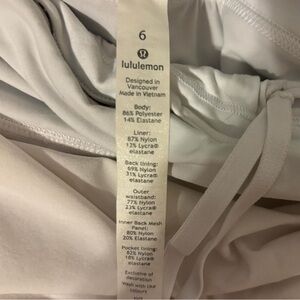 6
lululemon
Designed in
Vancouver
Made in Vietnam
Body:
86% Polyester
14% Elastane
Liner:
87% Nylon
13% Lycra®
elastane
Back lining:
69% Nylon
31% Lycra®
elastane
Outer
waistband:
77% Nylon
23% Lycra®
elastane
Inner Back Mesh
Panel:
80% Nylon
20% Elastane
Pocket lining:
82% Nylon
18% Lycra®
elastane
Exclusive of
decoration
Wash with like
colours